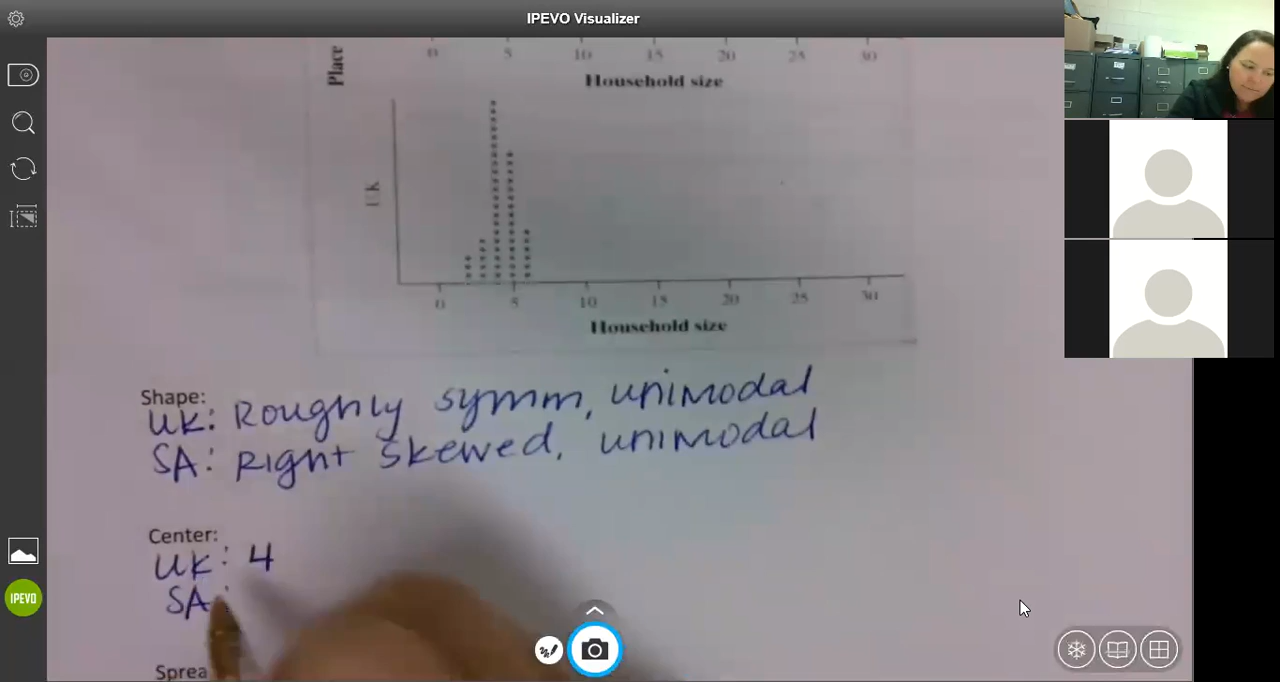 IPEVO Visualizer
Place
0 5 10 15 20 25 30
Household size
UK
0 5 10 15 20 25 30
Household size
Shape:
UK: Roughly symm, unimodal
SA: Right skewed, unimodal
Center:
UK: 4
SA:
Sprea
IPEVO